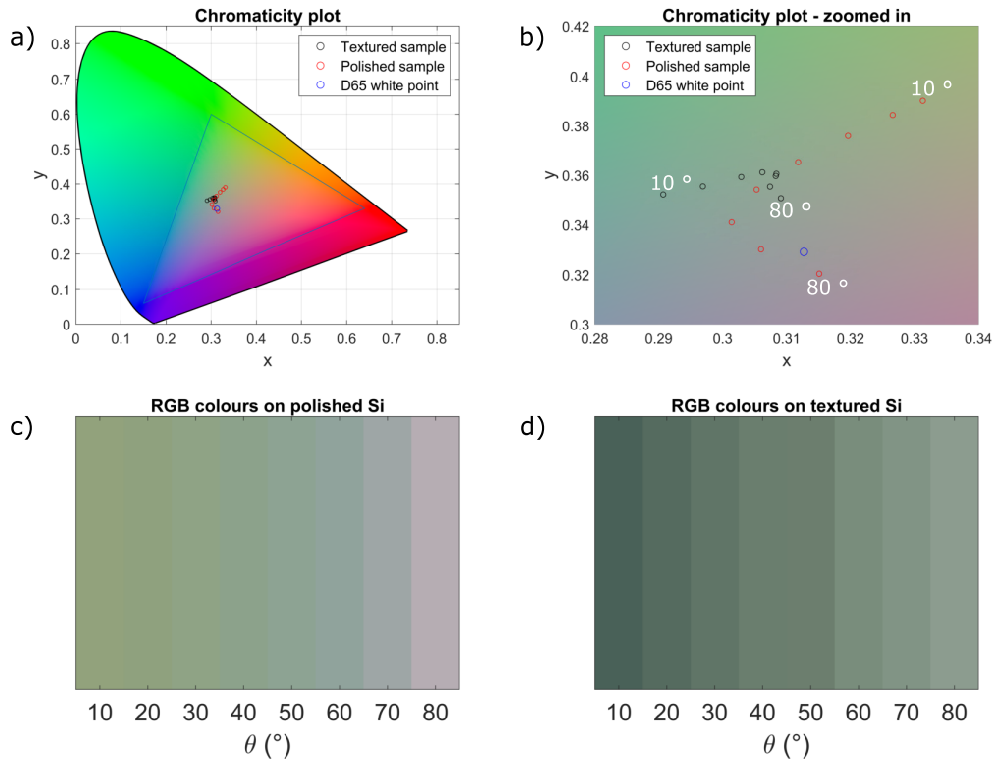 a)
Chromaticity plot
Textured sample
Polished sample
D65 white point
0.8
0.7
0.6
0.5
0.4
0.3
0.2
0.1
0
y
0 0.1 0.2 0.3 0.4 0.5 0.6 0.7 0.8
x
b)
Chromaticity plot - zoomed in
Textured sample
Polished sample
D65 white point
10 °
10 °
80 °
80 °
0.42
0.4
0.38
0.36
0.34
0.32
0.3
y
0.28 0.29 0.3 0.31 0.32 0.33 0.34
x
c)
RGB colours on polished Si
10 20 30 40 50 60 70 80
θ (°)
d)
RGB colours on textured Si
10 20 30 40 50 60 70 80
θ (°)